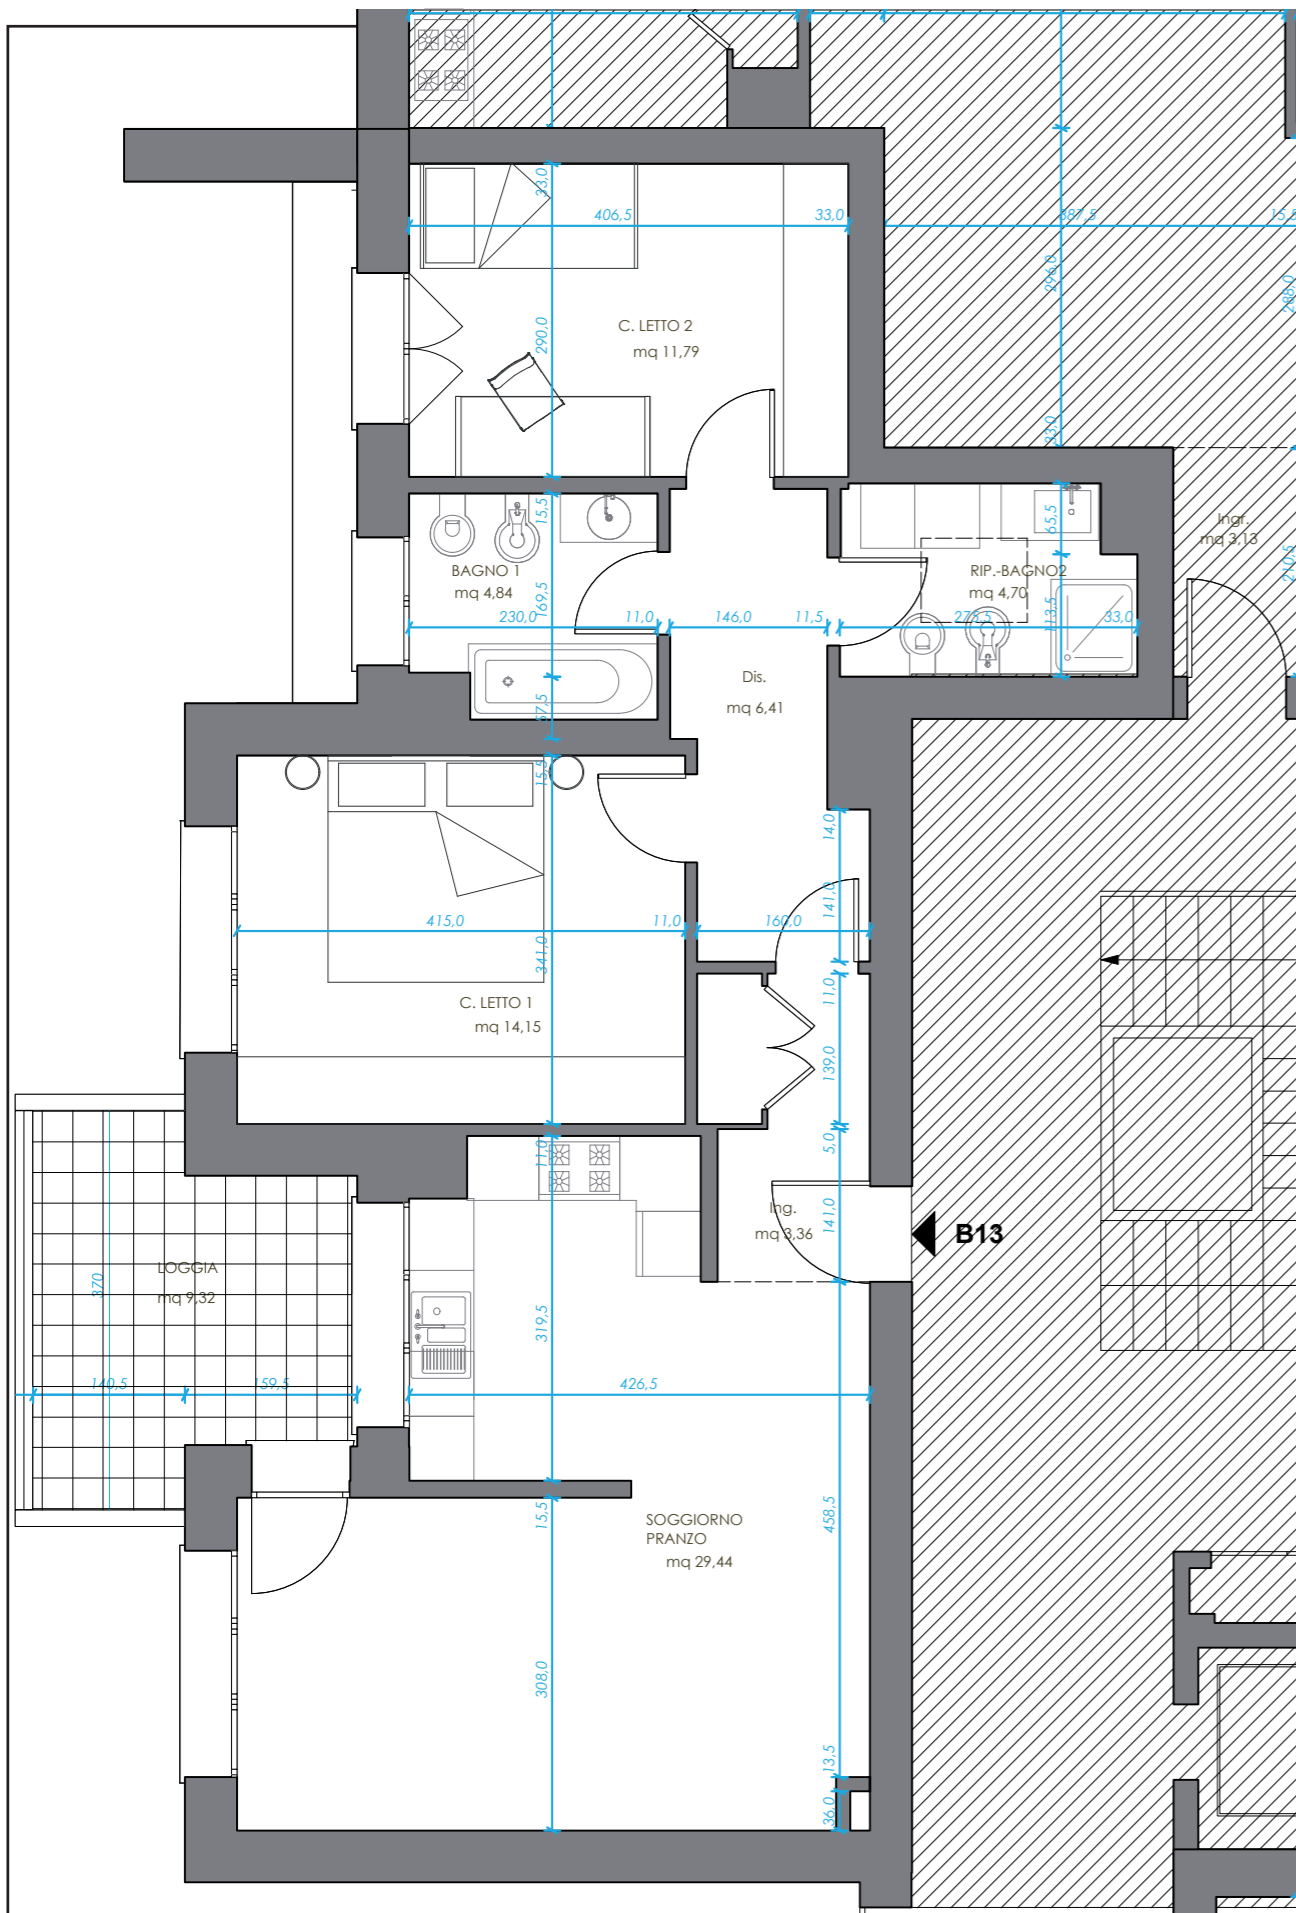 33,0
406,5
33,0
387,5
15,5
296,0
288,0
290,0
C. LETTO 2
mq 11,79
33,0
15,5
65,5
Ingr.
mq 3,13
210,5
BAGNO 1
mq 4,84
169,5
RIP.-BAGNO2
mq 4,70
113,5
230,0
11,0
146,0
11,5
275,5
33,0
Dis.
mq 6,41
67,5
15,5
14,0
141,0
415,0
11,0
160,0
341,0
C. LETTO 1
mq 14,15
11,0
139,0
5,0
11,0
141,0
Ing.
mq 3,36
B13
LOGGIA
mq 9,32
370
319,5
140,5
159,5
426,5
15,5
458,5
SOGGIORNO
PRANZO
mq 29,44
308,0
13,5
36,0